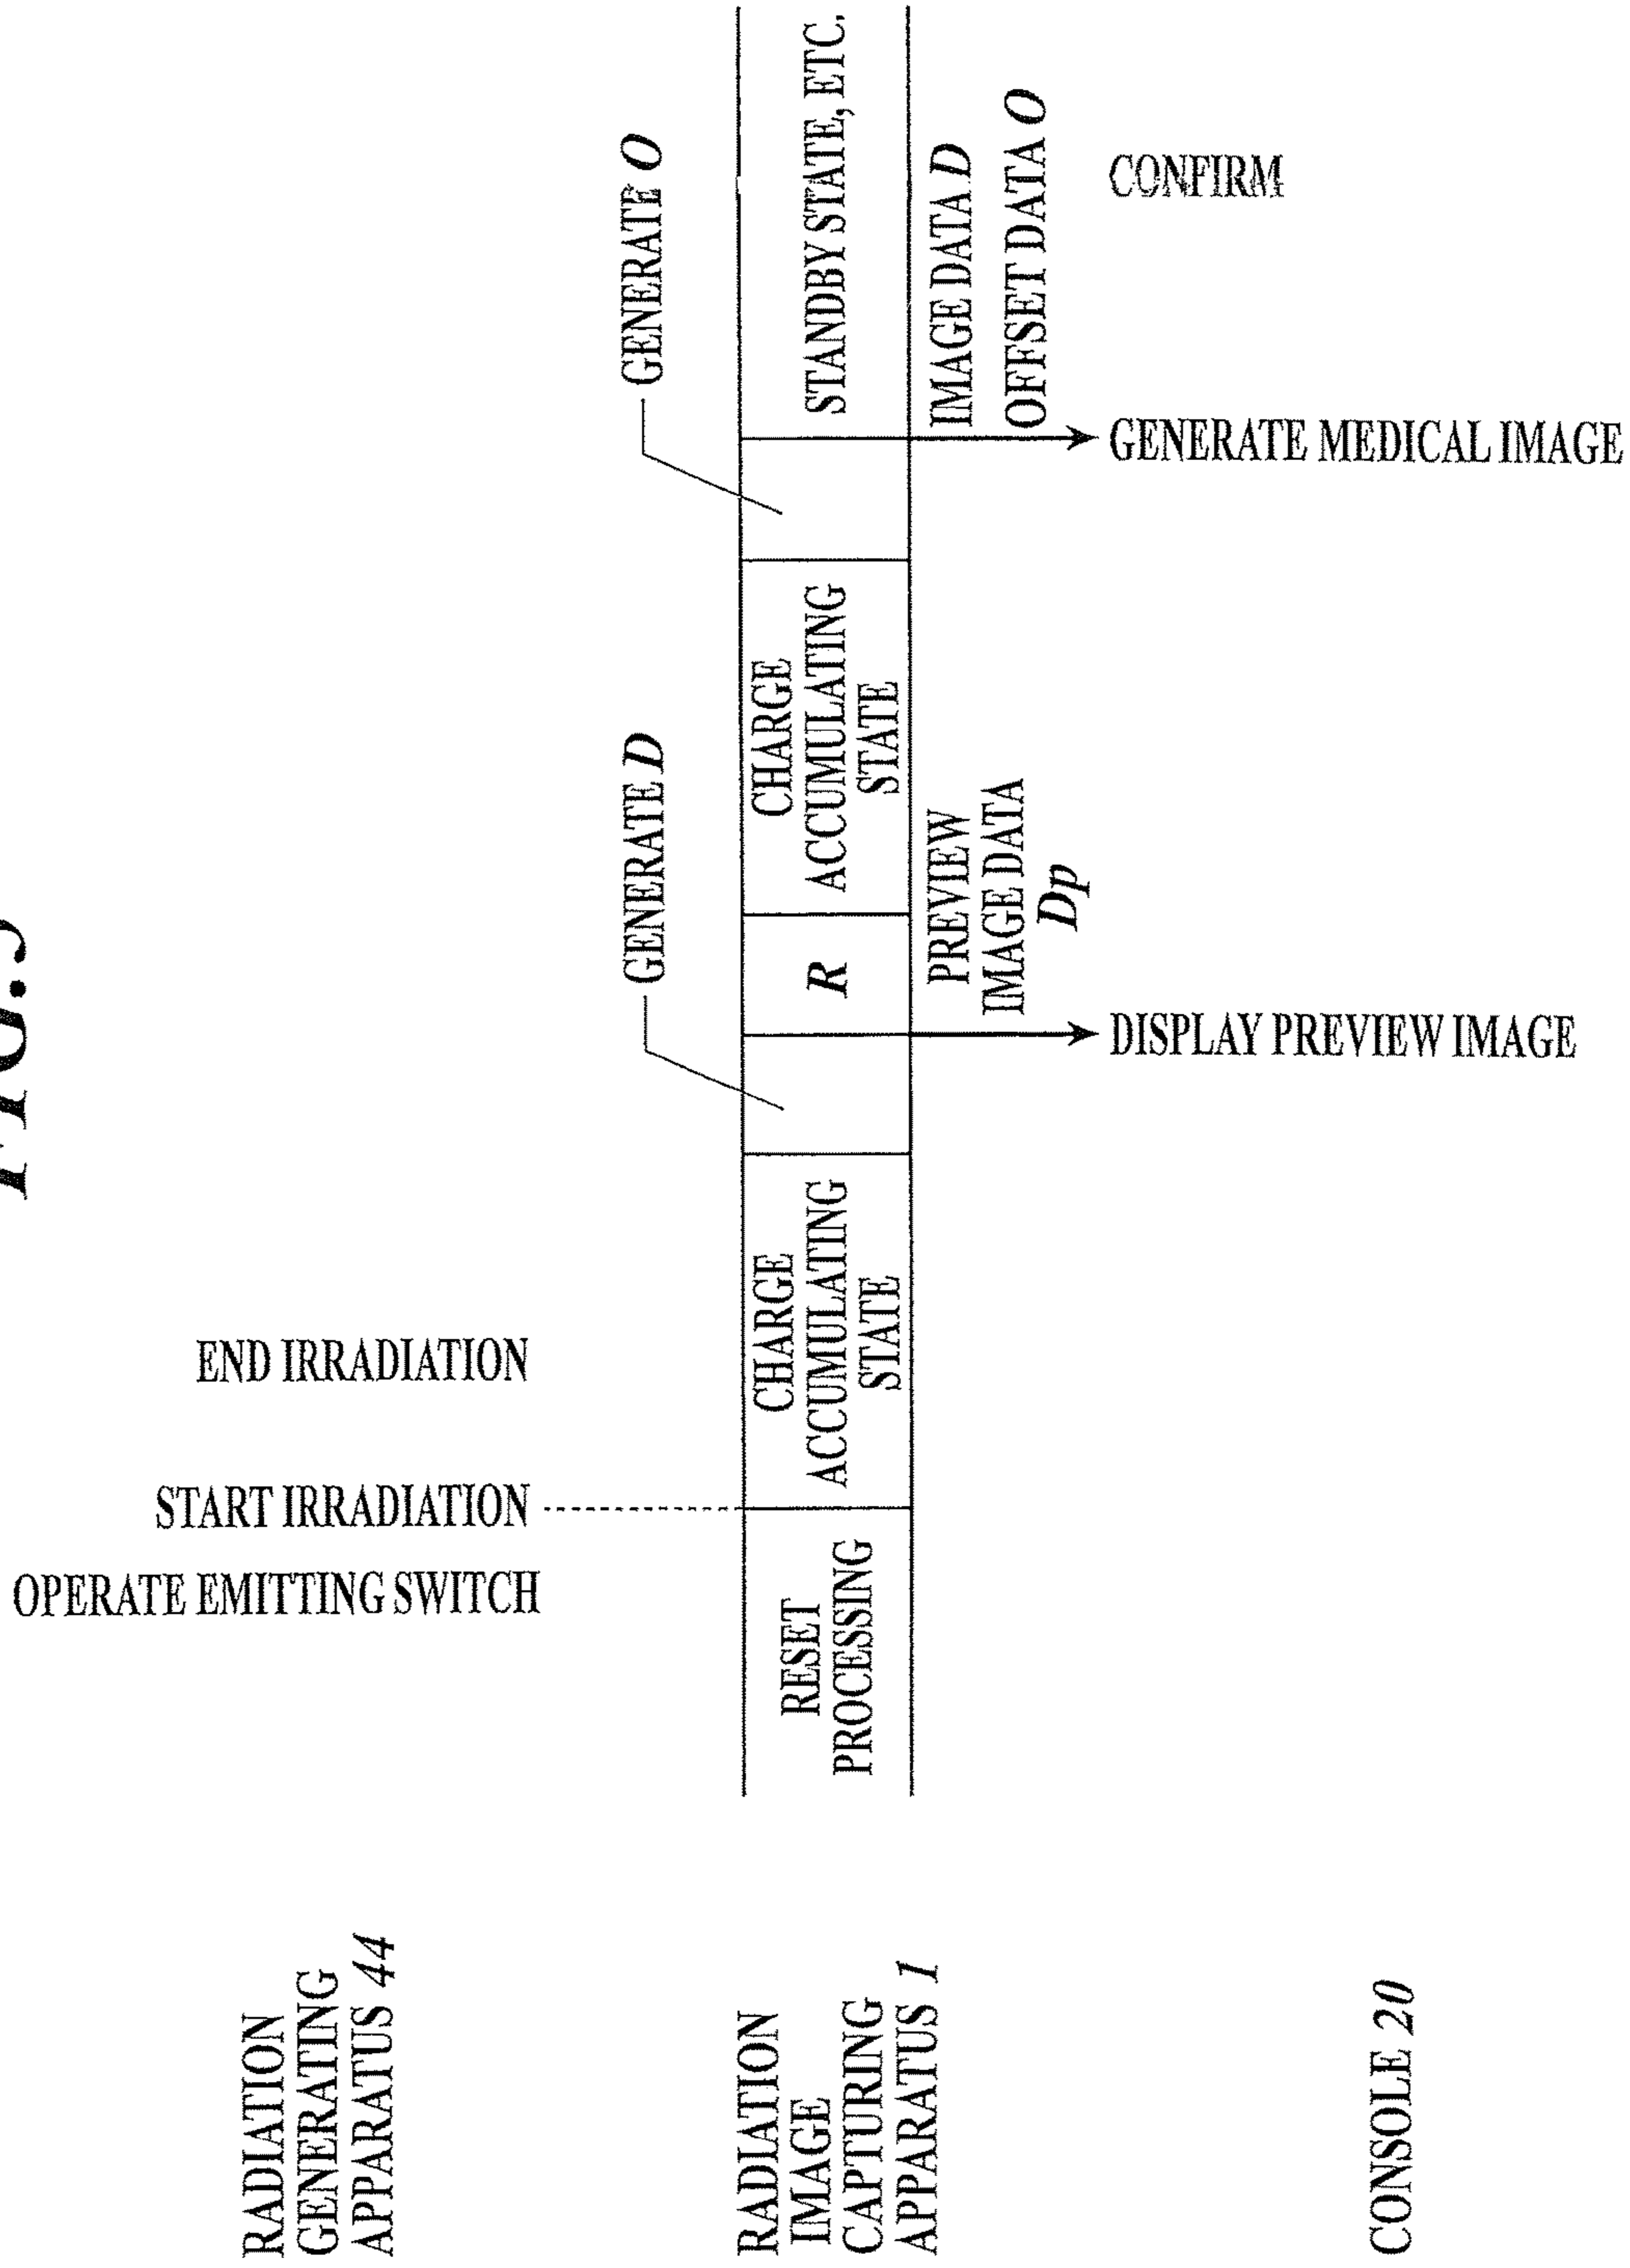 RADIATION
GENERATING
APPARATUS 44
OPERATE EMITTING SWITCH
START IRRADIATION
END IRRADIATION
RADIATION
IMAGE
CAPTURING
APPARATUS 1
RESET
PROCESSING
CHARGE
ACCUMULATING
STATE
GENERATE D
R
CHARGE
ACCUMULATING
STATE
GENERATE O
STANDBY STATE, ETC.
PREVIEW
IMAGE DATA
Dp
IMAGE DATA D
OFFSET DATA O
CONSOLE 20
DISPLAY PREVIEW IMAGE
GENERATE MEDICAL IMAGE
CONFIRM